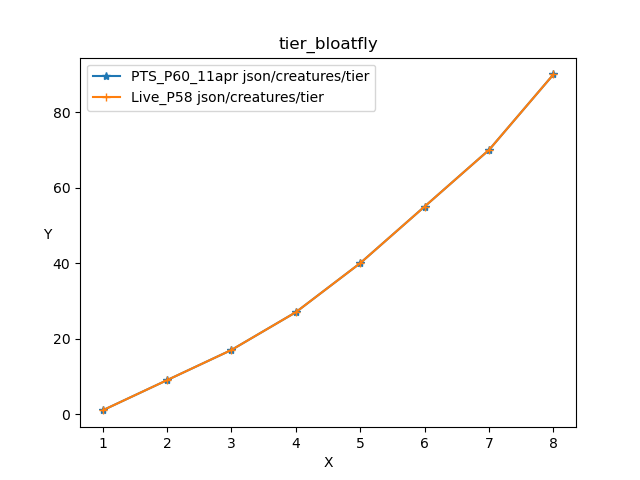 tier_bloatfly
PTS_P60_11apr json/creatures/tier
Live_P58 json/creatures/tier
80
60
Y
40
20
0
1 2 3 4 5 6 7 8
X